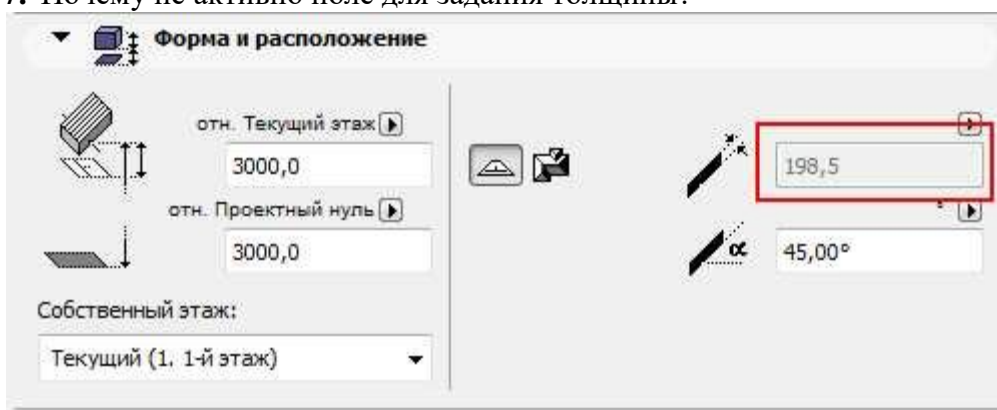 7. Почему не активно поле для задания толщины?
Форма и расположение
отн. Текущий этаж
3000,0
отн. Проектный нуль
3000,0
Собственный этаж:
Текущий (1. 1-й этаж)
198,5
α
45,00°